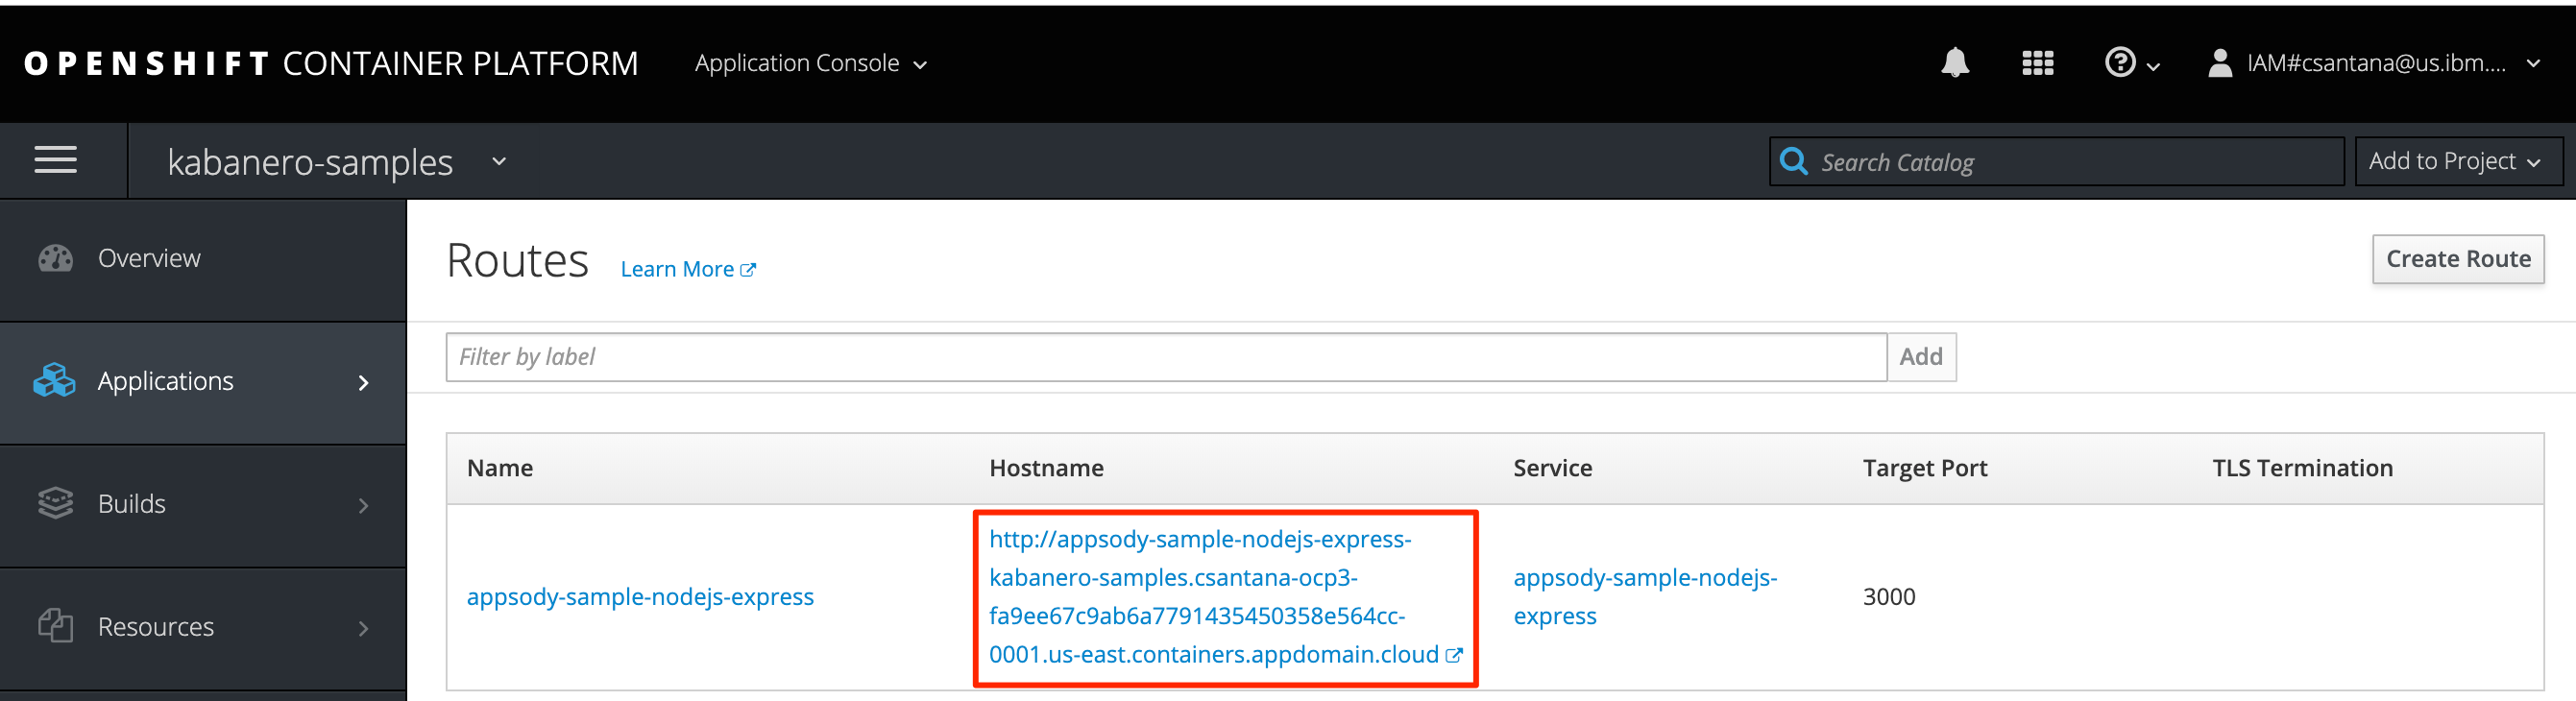 OPENSHIFT CONTAINER PLATFORM
Application Console
IAM#csantana@us.ibm....
kabanero-samples
Search Catalog
Add to Project
Overview
Applications
Builds
Resources
Routes
Learn More
Create Route
Filter by label
Add
Name
Hostname
Service
Target Port
TLS Termination
appsody-sample-nodejs-express
http://appsody-sample-nodejs-express-
kabanero-samples.csantana-ocp3-
fa9ee67c9ab6a7791435450358e564cc-
0001.us-east.containers.appdomain.cloud
appsody-sample-nodejs-
express
3000